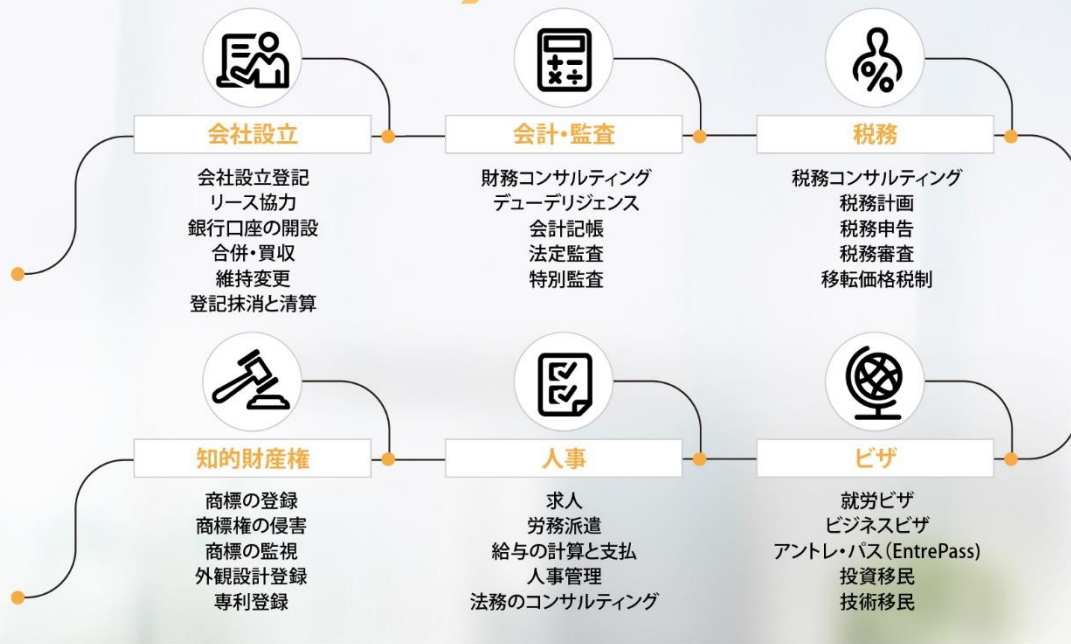 会社設立
会社設立登記
リース協力
銀行口座の開設
合併・買収
維持変更
登記抹消と清算
会計・監査
財務コンサルティング
デューデリジェンス
会計記帳
法定監査
特別監査
税務
税務コンサルティング
税務計画
税務申告
税務審査
移転価格税制
知的財産権
商標の登録
商標権の侵害
商標の監視
外観設計登録
専利登録
人事
求人
労務派遣
給与の計算と支払
人事管理
法務のコンサルティング
ビザ
就労ビザ
ビジネスビザ
アントレ・パス(EntrePass)
投資移民
技術移民